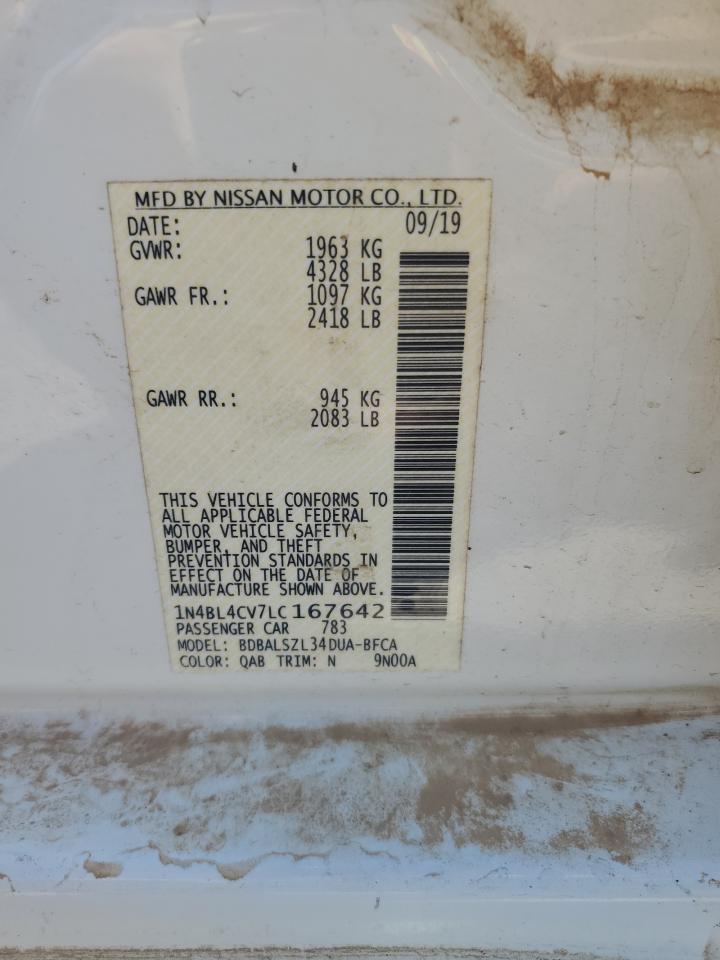 MFD BY NISSAN MOTOR CO., LTD.
DATE: 09/19
GVWR: 1963 KG
4328 LB
GAWR FR.: 1097 KG
2418 LB
GAWR RR.: 945 KG
2083 LB
THIS VEHICLE CONFORMS TO
ALL APPLICABLE FEDERAL
MOTOR VEHICLE SAFETY,
BUMPER, AND THEFT
PREVENTION STANDARDS IN
EFFECT ON THE DATE OF
MANUFACTURE SHOWN ABOVE.
1N4BL4CV7LC167642
PASSENGER CAR 783
MODEL: BDBALSZL34DUA-BFCA
COLOR: QAB TRIM: N 9N00A